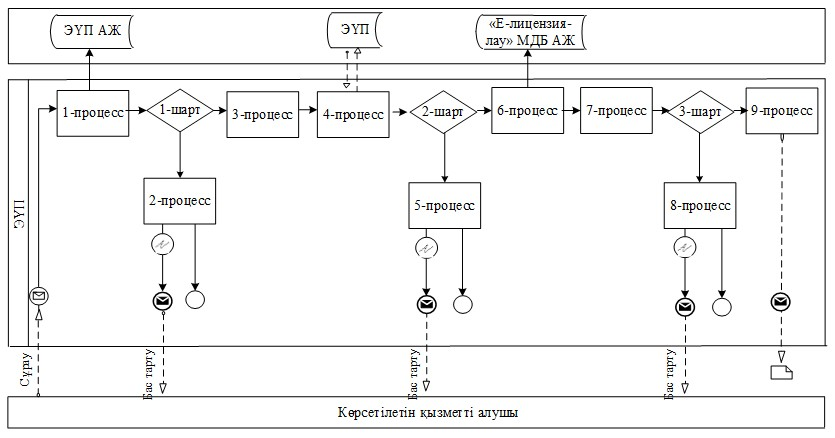 ЭҮП АЖ
ЭҮП
«Е-лицензия-
лау» МДБ АЖ
1-процесс
1-шарт
3-процесс
4-процесс
2-шарт
6-процесс
7-процесс
3-шарт
9-процесс
2-процесс
5-процесс
8-процесс
ЭҮП
Сұрау
Бас тарту
Бас тарту
Бас тарту
Көрсетілетін қызметті алушы